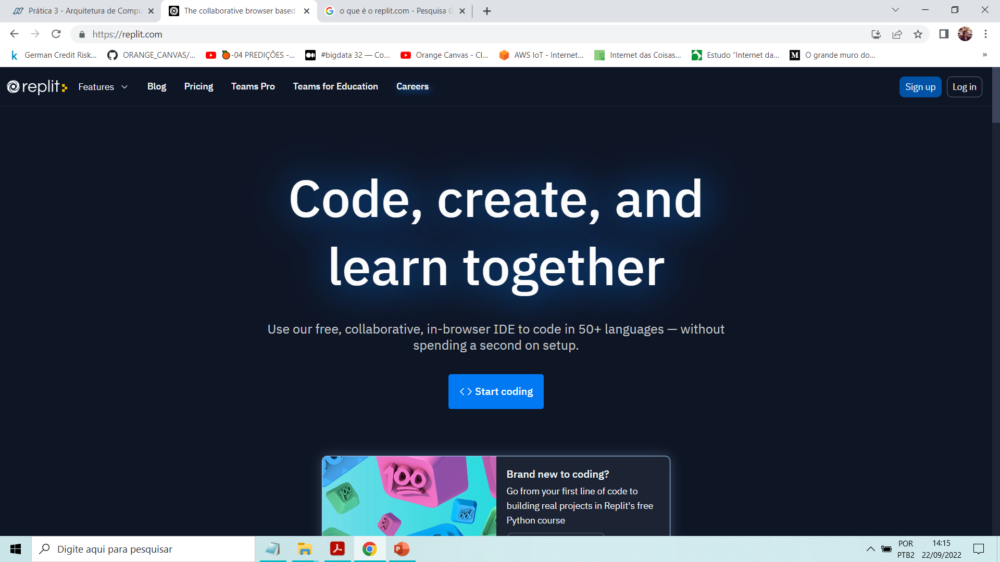 Prática 3 - Arquitetura de Compu
The collaborative browser based
o que é o replit.com - Pesquisa G
https://replit.com
German Credit Risk...
ORANGE_CANVAS/...
-04 PREDIÇÕES -...
#bigdata 32 — Co...
Orange Canvas - Cl...
AWS IoT - Internet...
Internet das Coisas...
Estudo “Internet da...
O grande muro do...
»
replit
Features
Blog
Pricing
Teams Pro
Teams for Education
Careers
Sign up
Log in
Code, create, and
learn together
Use our free, collaborative, in-browser IDE to code in 50+ languages — without
spending a second on setup.
<> Start coding
100
100
100
100
Brand new to coding?
Go from your first line of code to
building real projects in Replit's free
Python course
Digite aqui para pesquisar
POR
PTB2
14:15
22/09/2022